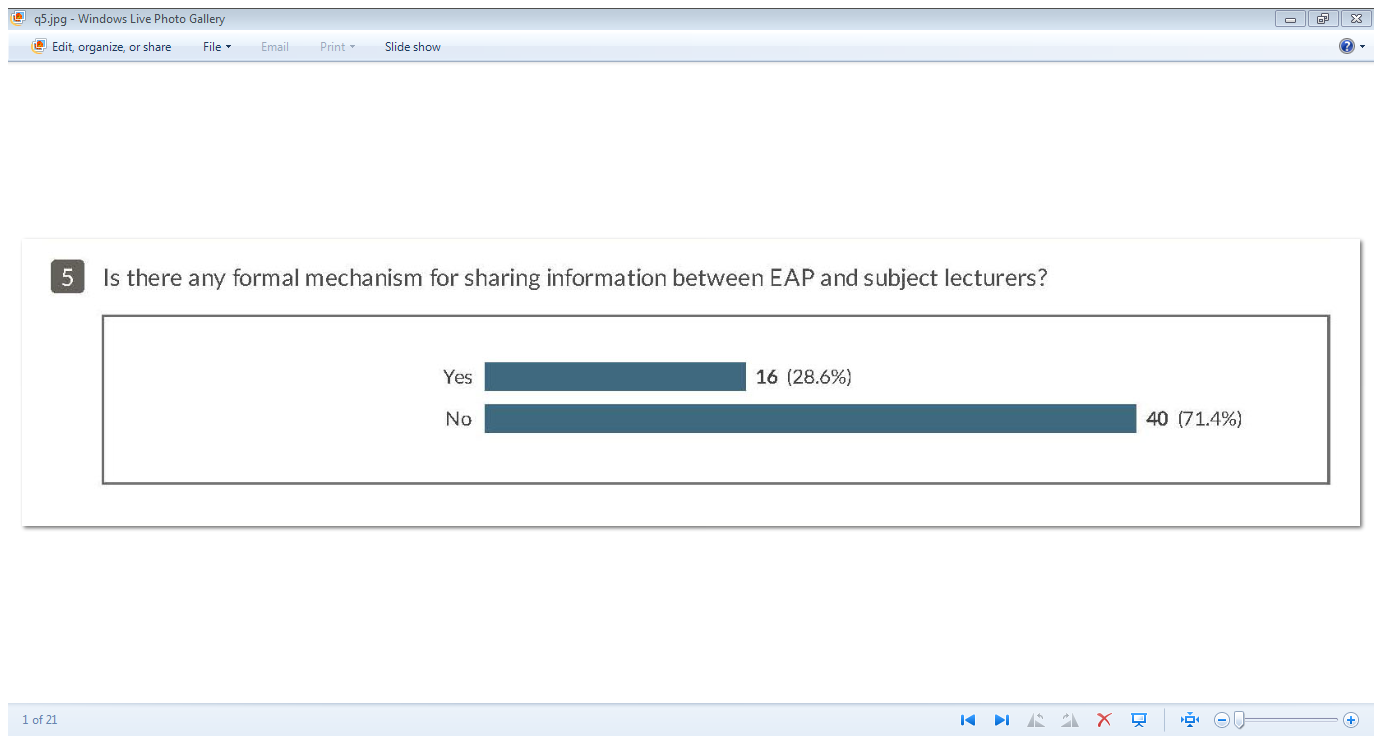 q5.jpg - Windows Live Photo Gallery
Edit, organize, or share File Email Print Slide show
5 Is there any formal mechanism for sharing information between EAP and subject lecturers?
Yes 16 (28.6%)
No 40 (71.4%)
1 of 21